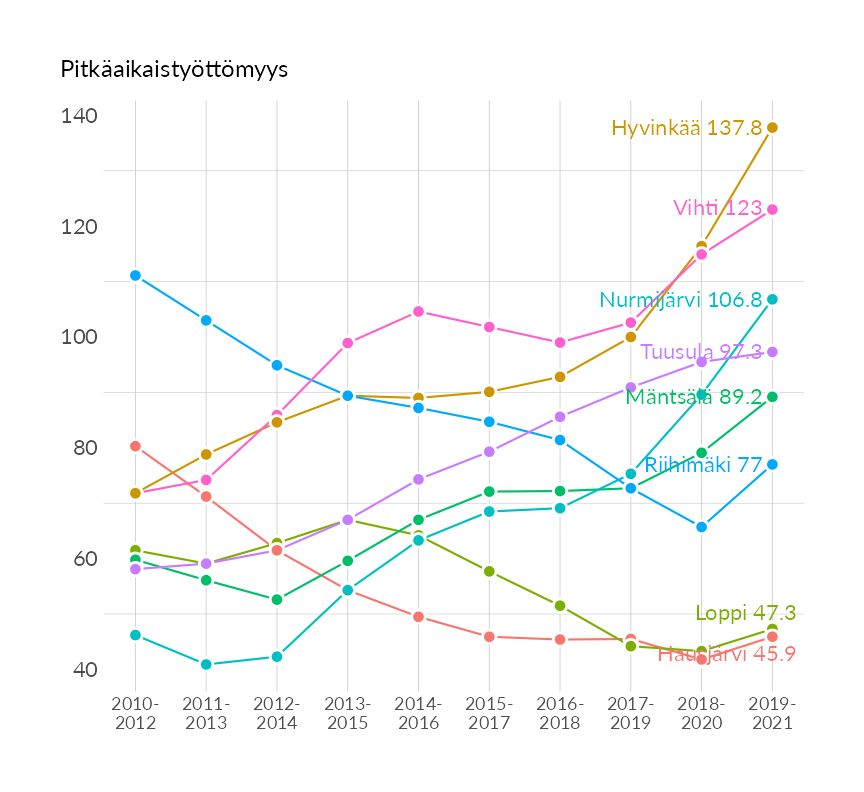 Pitkäaikaistyöttömyys
140
120
100
80
60
40
Hyvinkää 137.8
Vihti 123
Nurmijärvi 106.8
Tuusula 97.3
Mäntsälä 89.2
Riihimäki 77
Loppi 47.3
Hausjärvi 45.9
2010-
2012
2011-
2013
2012-
2014
2013-
2015
2014-
2016
2015-
2017
2016-
2018
2017-
2019
2018-
2020
2019-
2021